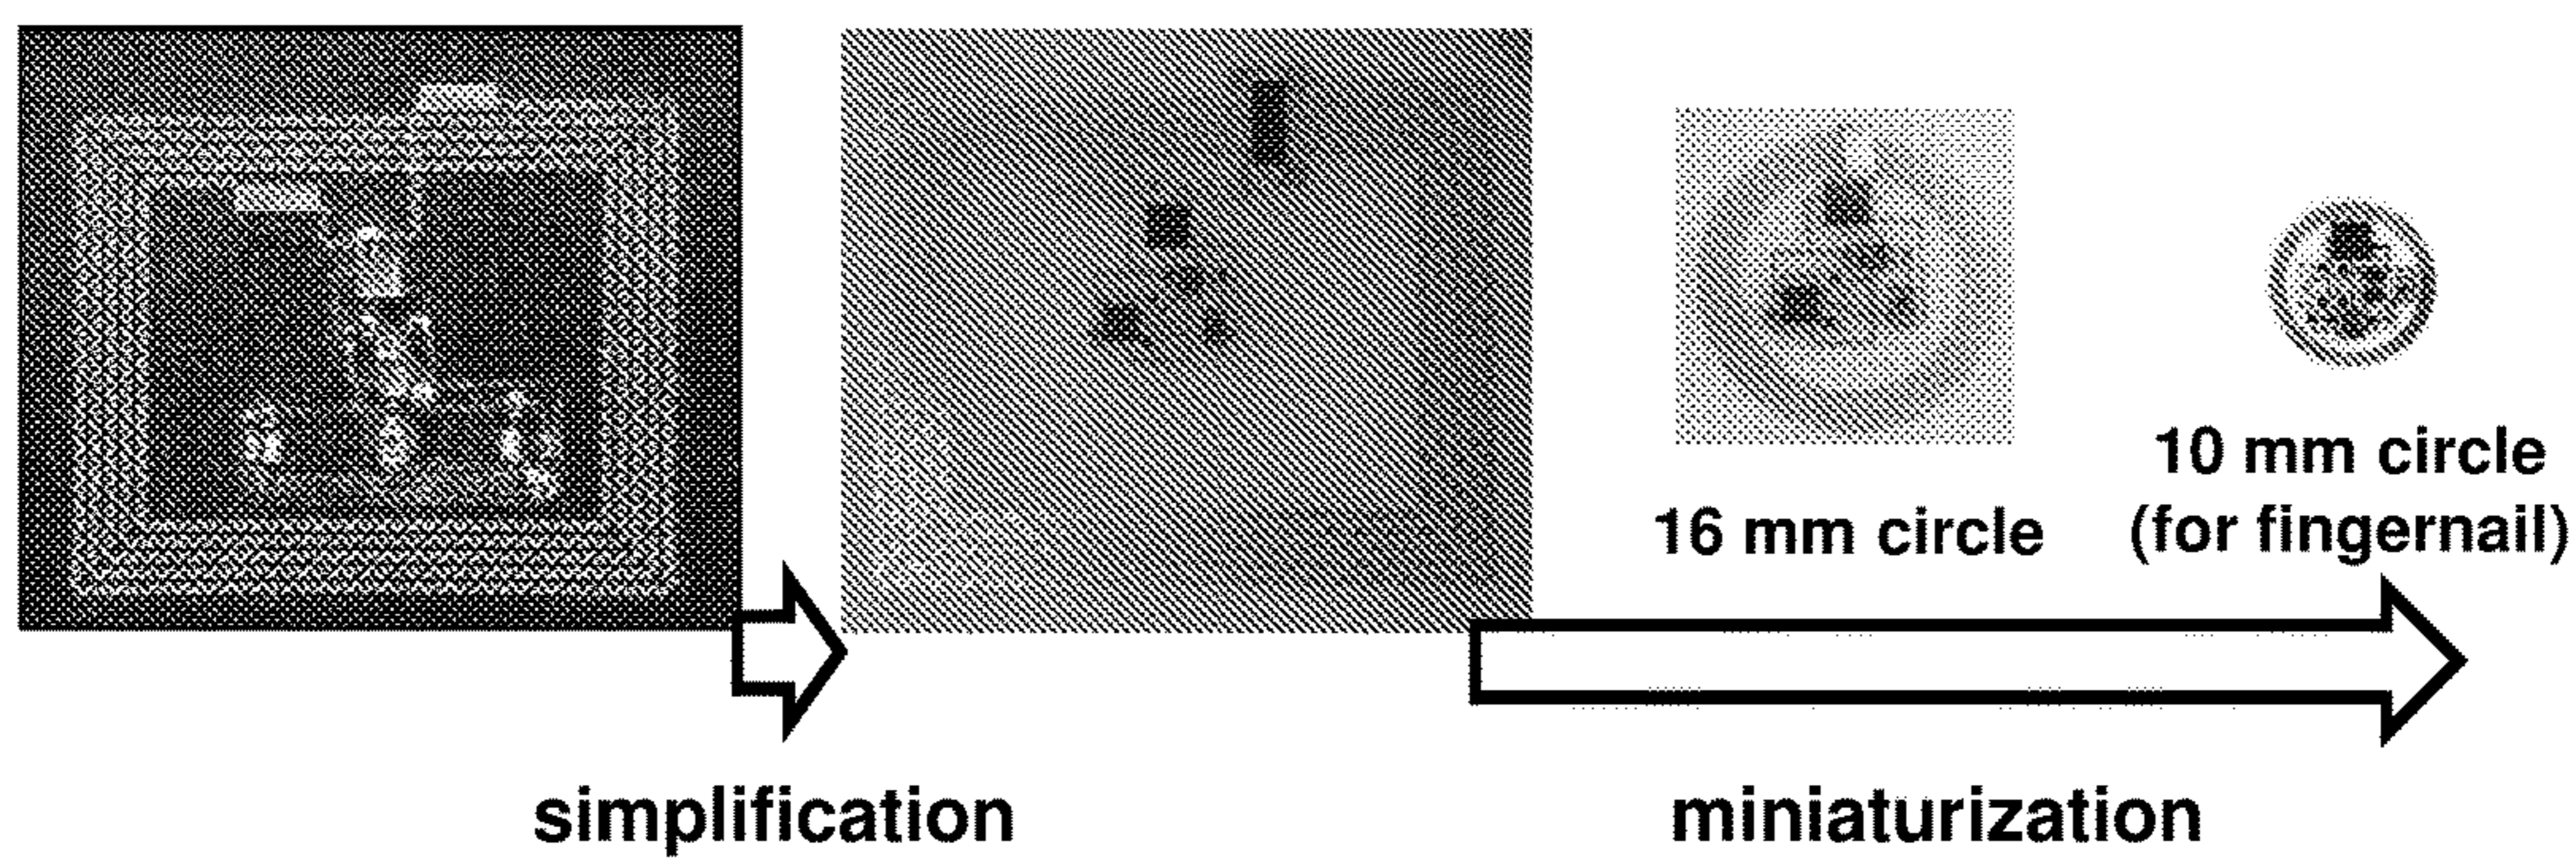 16 mm circle
10 mm circle
(for fingernail)
simplification
miniaturization